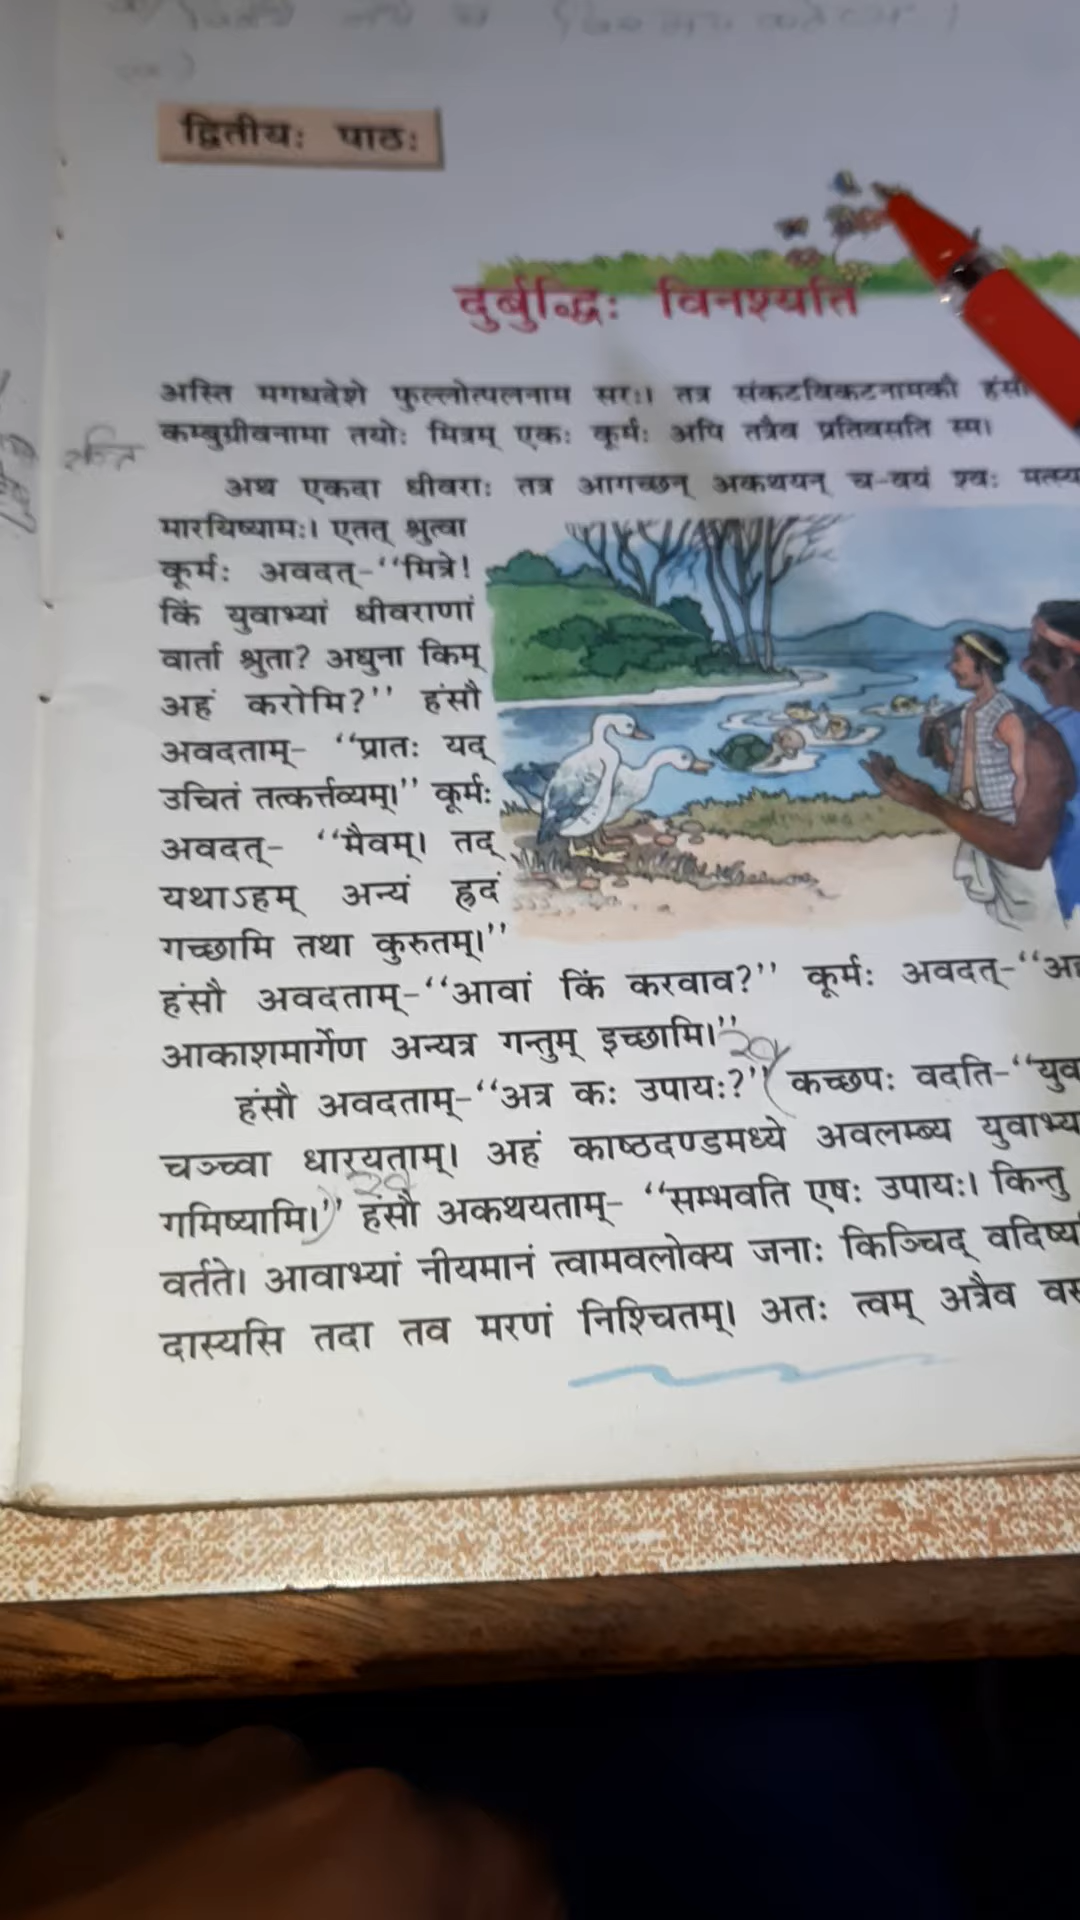 द्वितीयः पाठः
दुर्बुद्धिः विनश्यति
अस्ति मगधदेशे फुल्लोत्पलनाम सरः। तत्र संकटविकटनामकौ हंसौ
कम्बुग्रीवनामा तयोः मित्रम् एकः कूर्मः अपि तत्रैव प्रतिवसति स्म।
अथ एकदा धीवराः तत्र आगच्छन् अकथयन् च-वयं श्वः मत्स्य
मारयिष्यामः। एतत् श्रुत्वा
कूर्मः अवदत्-“मित्रे!
किं युवाभ्यां धीवराणां
वार्ता श्रुता? अधुना किम्
अहं करोमि?” हंसौ
अवदताम्- “प्रातः यद्
उचितं तत्कर्त्तव्यम्।” कूर्मः
अवदत्- “मैवम्। तद्
यथाऽहम् अन्यं ह्रदं
गच्छामि तथा कुरुतम्।”
हंसौ अवदताम्-“आवां किं करवाव?” कूर्मः अवदत्-“अह
आकाशमार्गेण अन्यत्र गन्तुम् इच्छामि।”
हंसौ अवदताम्-“अत्र कः उपायः?” कच्छपः वदति-“युव
चञ्च्वा धारयताम्। अहं काष्ठदण्डमध्ये अवलम्ब्य युवाभ्य
गमिष्यामि।” हंसौ अकथयताम्- “सम्भवति एषः उपायः। किन्तु
वर्तते। आवाभ्यां नीयमानं त्वामवलोक्य जनाः किञ्चिद् वदिष्य
दास्यसि तदा तव मरणं निश्चितम्। अतः त्वम् अत्रैव वस